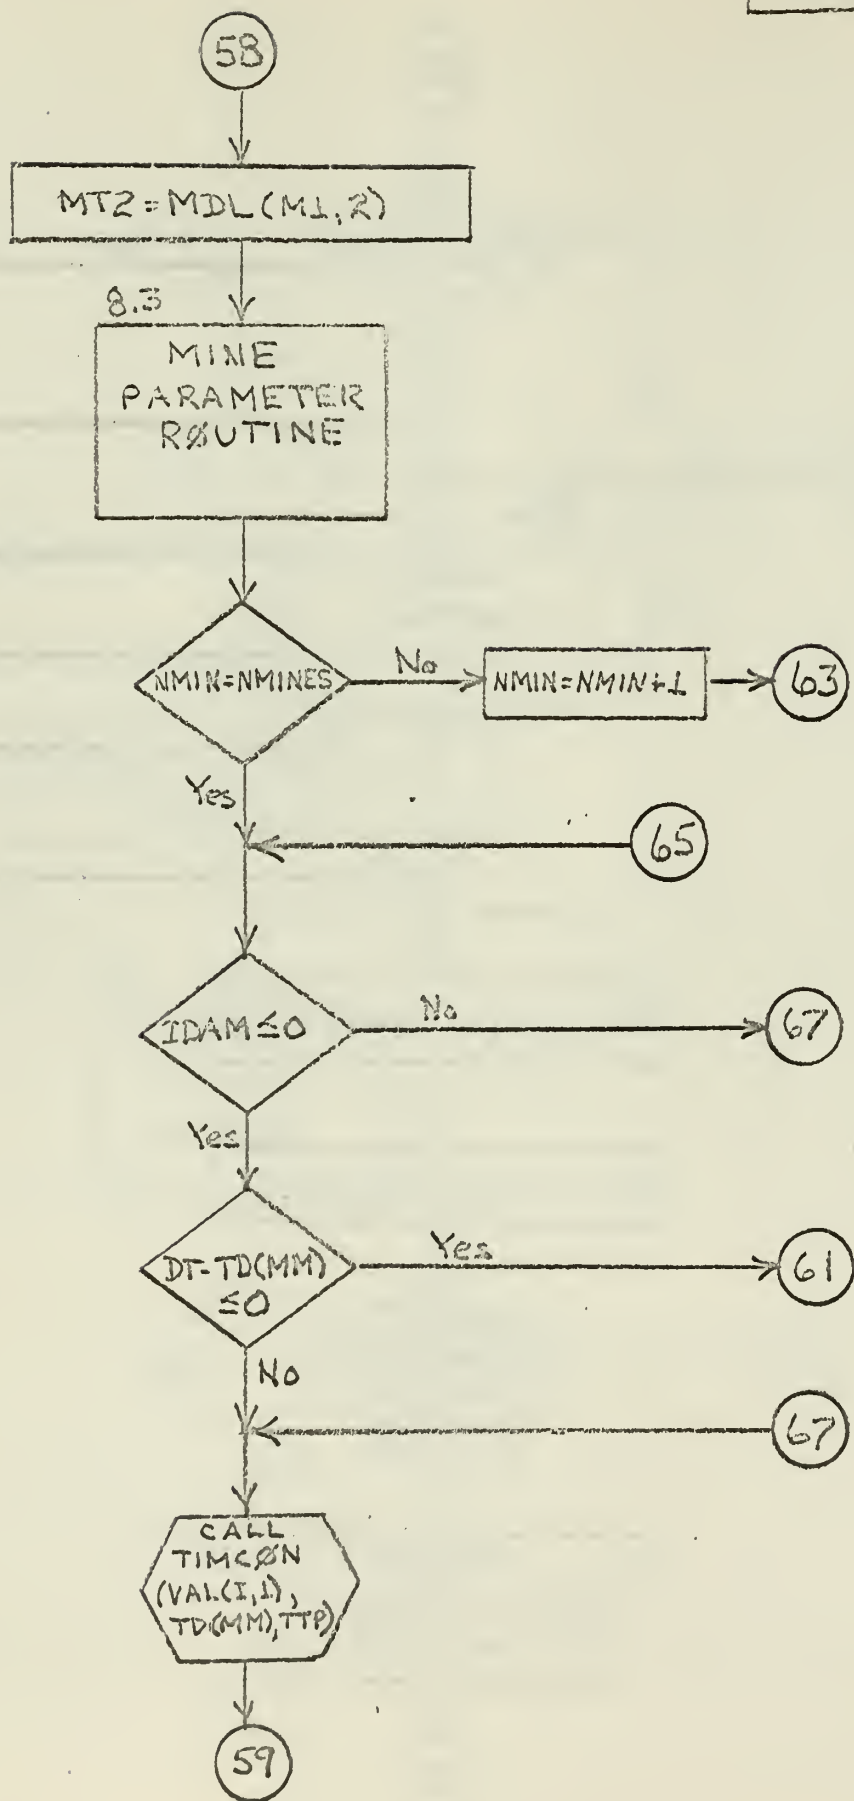 58
MT2=MDL(M1,2)
8.3
MINE
PARAMETER
RØUTINE
NMIN=NMINES
No
NMIN=NMIN+1
63
Yes
65
IDAM≤0
No
67
Yes
DT-TD(MM)
≤0
Yes
61
No
67
CALL
TIMCØN
(VAL(I,1),
TD(MM),TTP)
59